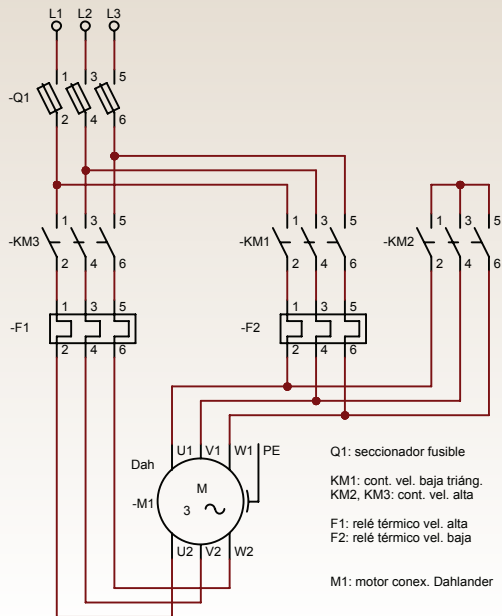 L1 L2 L3
1 3 5
-Q1
2 4 6
1 3 5 1 3 5 1 3 5
-KM3 -KM1 -KM2
2 4 6 2 4 6 2 4 6
1 3 5 1 3 5
-F1 -F2
2 4 6 2 4 6
U1 V1 W1 PE
Dah
M
-M1
3
U2 V2 W2
Q1: seccionador fusible
KM1: cont. vel. baja triáng.
KM2, KM3: cont. vel. alta
F1: relé térmico vel. alta
F2: relé térmico vel. baja
M1: motor conex. Dahlander